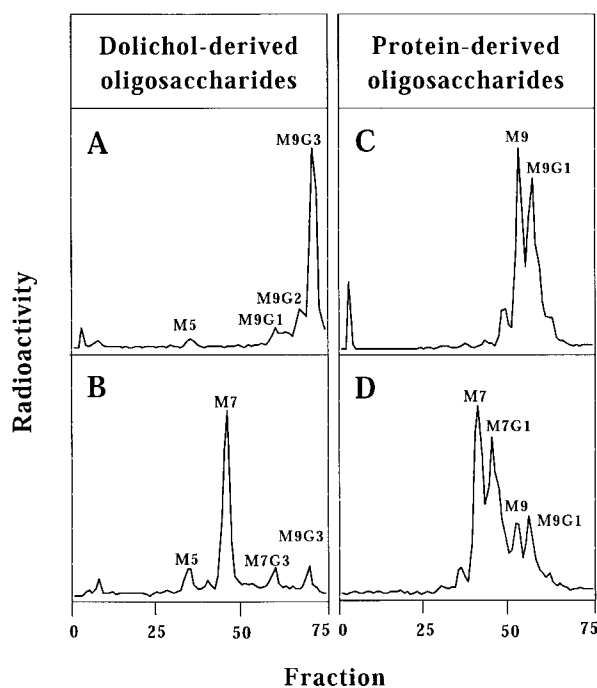 Dolichol-derived
oligosaccharides
Protein-derived
oligosaccharides
A
M9G3
M9G2
M9G1
M5
C
M9
M9G1
B
M7
M9G3
M7G3
M5
D
M7
M7G1
M9
M9G1
Radioactivity
0 25 50 75
0 25 50 75
Fraction